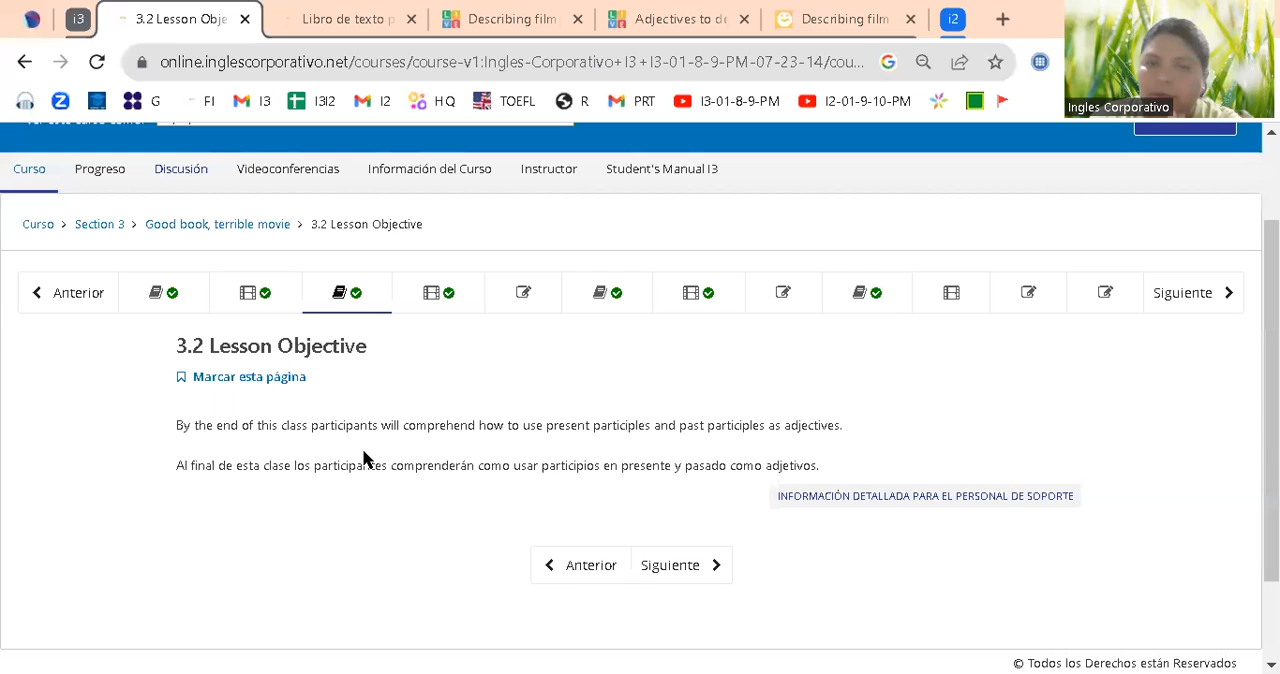 i3
3.2 Lesson Obje
Libro de texto p
Describing film
Adjectives to de
Describing film
i2
online.inglescorporativo.net/courses/course-v1:Ingles-Corporativo+I3+I3-01-8-9-PM-07-23-14/cou...
G
FI
I3
I3I2
I2
HQ
TOEFL
R
PRT
I3-01-8-9-PM
I2-01-9-10-PM
Ingles Corporativo
Curso
Progreso
Discusión
Videoconferencias
Información del Curso
Instructor
Student's Manual I3
Curso > Section 3 > Good book, terrible movie > 3.2 Lesson Objective
Anterior
Siguiente
3.2 Lesson Objective
Marcar esta página
By the end of this class participants will comprehend how to use present participles and past participles as adjectives.
Al final de esta clase los participantes comprenderán como usar participios en presente y pasado como adjetivos.
INFORMACIÓN DETALLADA PARA EL PERSONAL DE SOPORTE
Anterior
Siguiente
© Todos los Derechos están Reservados